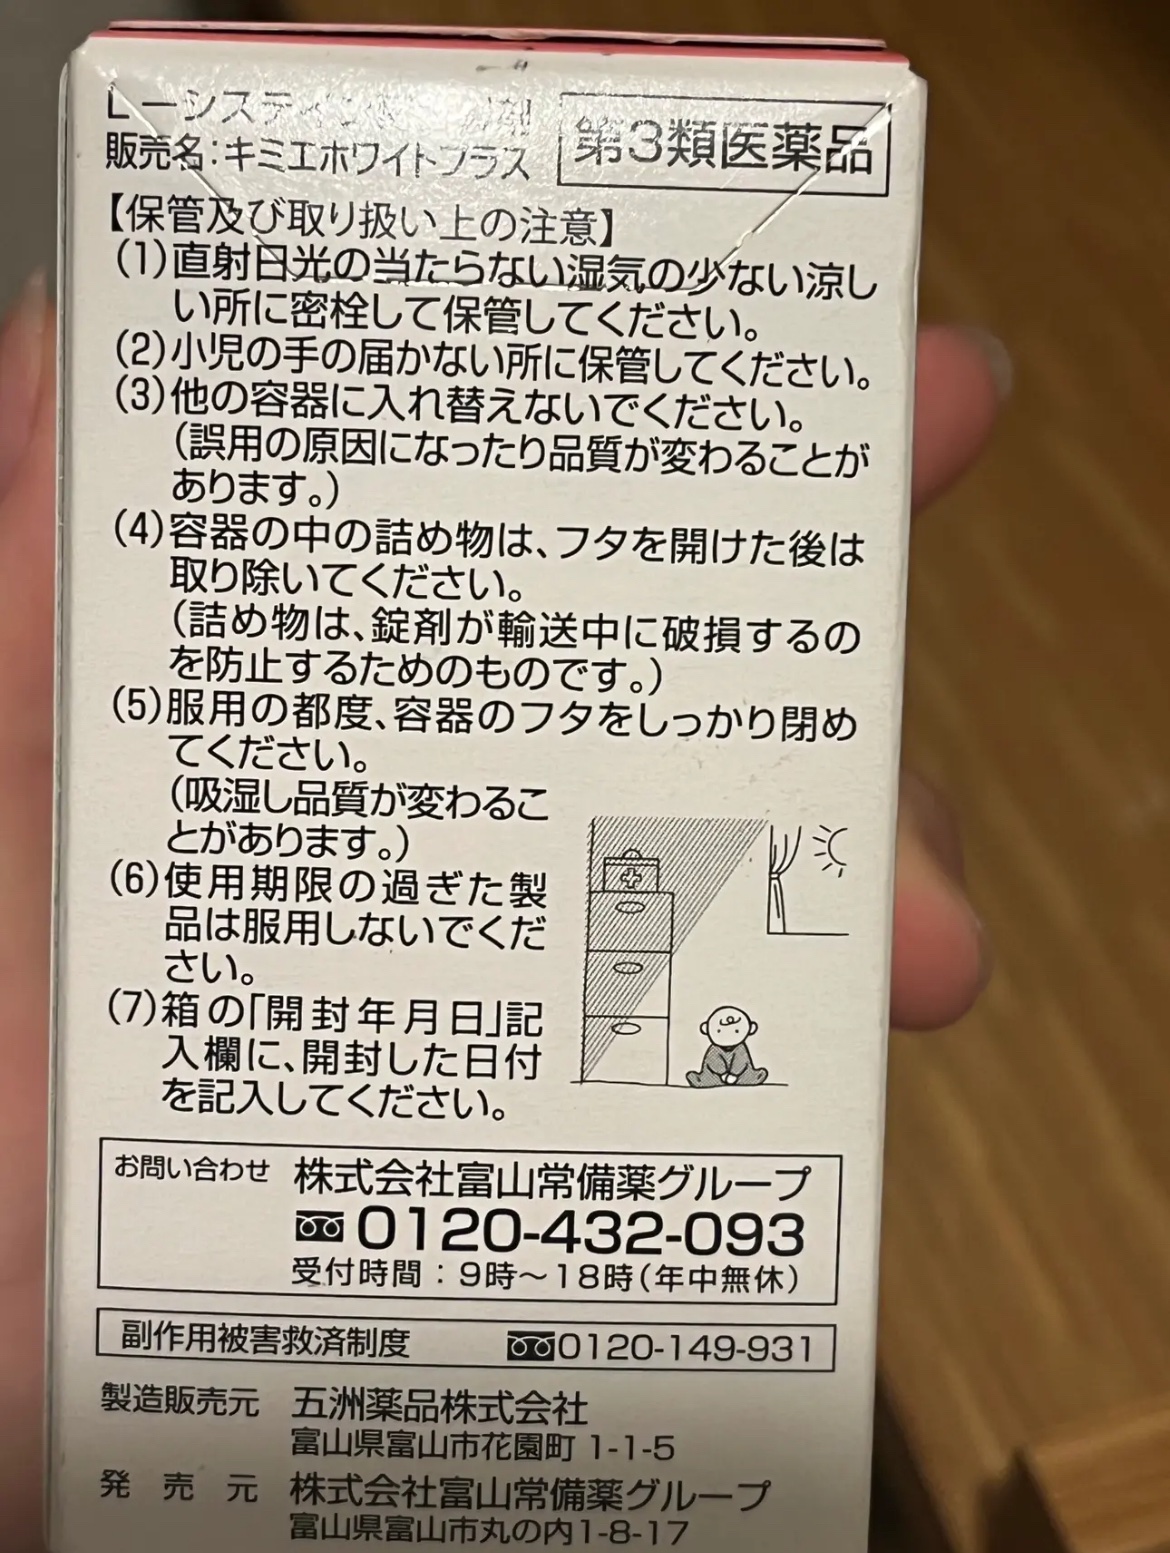 L－システイン
販売名:キミエホワイトプラス
第3類医薬品
【保管及び取り扱い上の注意】
(1)直射日光の当たらない湿気の少ない涼し
い所に密栓して保管してください。
(2)小児の手の届かない所に保管してください。
(3)他の容器に入れ替えないでください。
(誤用の原因になったり品質が変わることが
あります。)
(4)容器の中の詰め物は、フタを開けた後は
取り除いてください。
(詰め物は、錠剤が輸送中に破損するの
を防止するためのものです。)
(5)服用の都度、容器のフタをしっかり閉め
てください。
(吸湿し品質が変わるこ
とがあります。)
(6)使用期限の過ぎた製
品は服用しないでくだ
さい。
(7)箱の「開封年月日」記
入欄に、開封した日付
を記入してください。
お問い合わせ 株式会社富山常備薬グループ
0120-432-093
受付時間:9時～18時(年中無休)
副作用被害救済制度 0120-149-931
製造販売元 五洲薬品株式会社
富山県富山市花園町 1-1-5
発売元 株式会社富山常備薬グループ
富山県富山市丸の内1-8-17